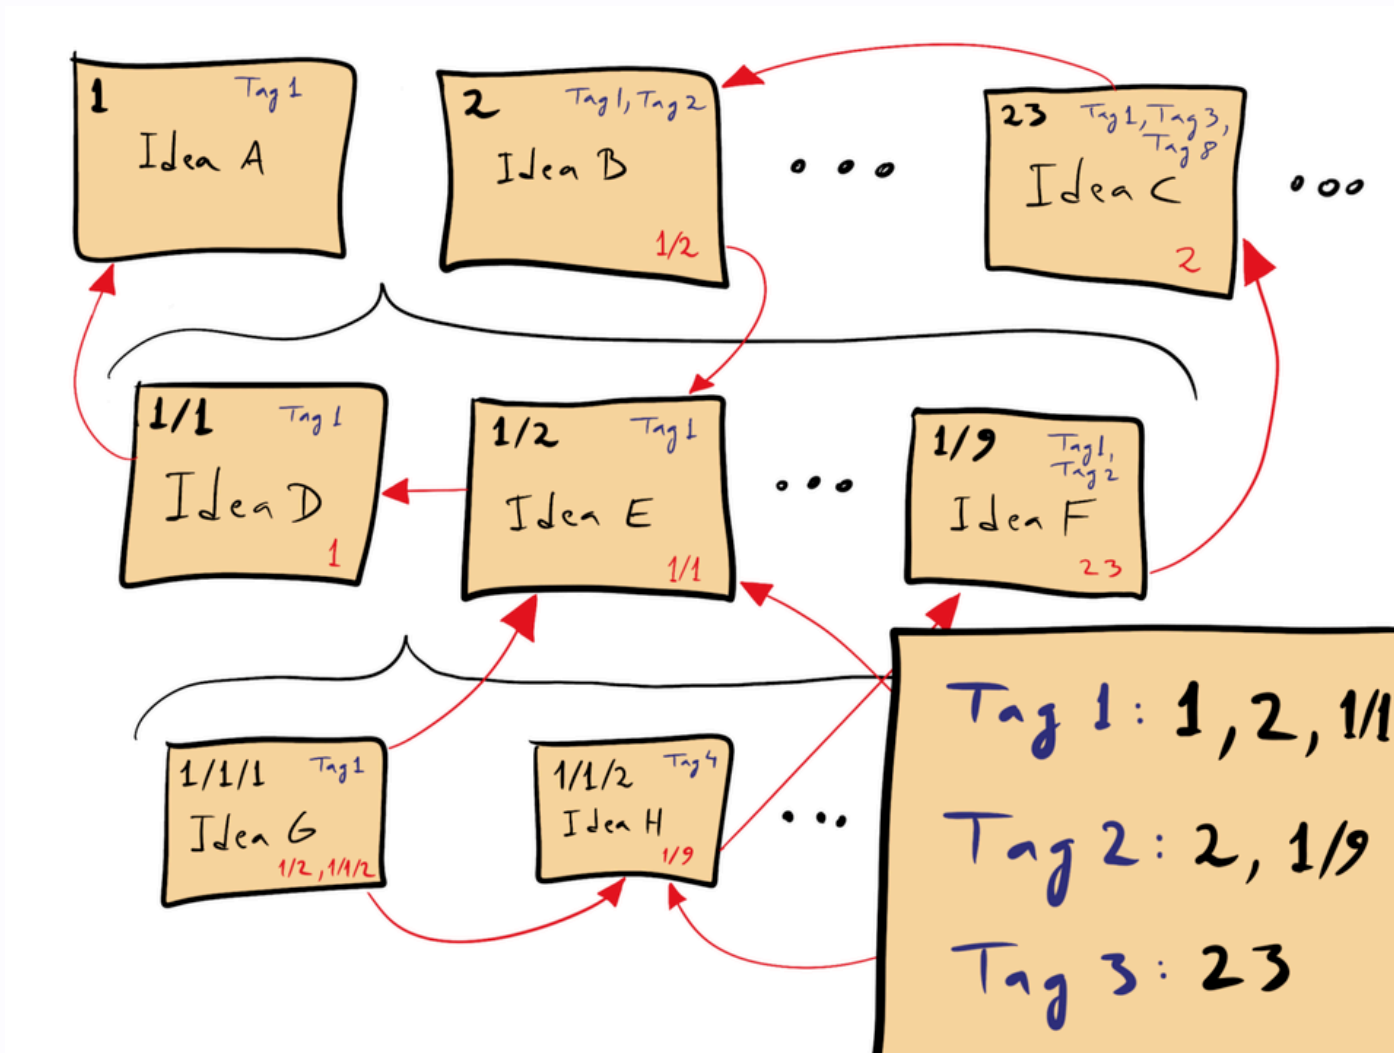 1 Tag 1
Idea A
2 Tag 1, Tag 2
Idea B
1/2
23 Tag 1, Tag 3,
Tag 8
Idea C
2
1/1 Tag 1
Idea D
1
1/2 Tag 1
Idea E
1/1
1/9 Tag 1,
Tag 2
Idea F
23
1/1/1 Tag 1
Idea G
1/2, 1/1/2
1/1/2 Tag 4
Idea H
1/9
Tag 1: 1, 2, 1/1
Tag 2: 2, 1/9
Tag 3: 23